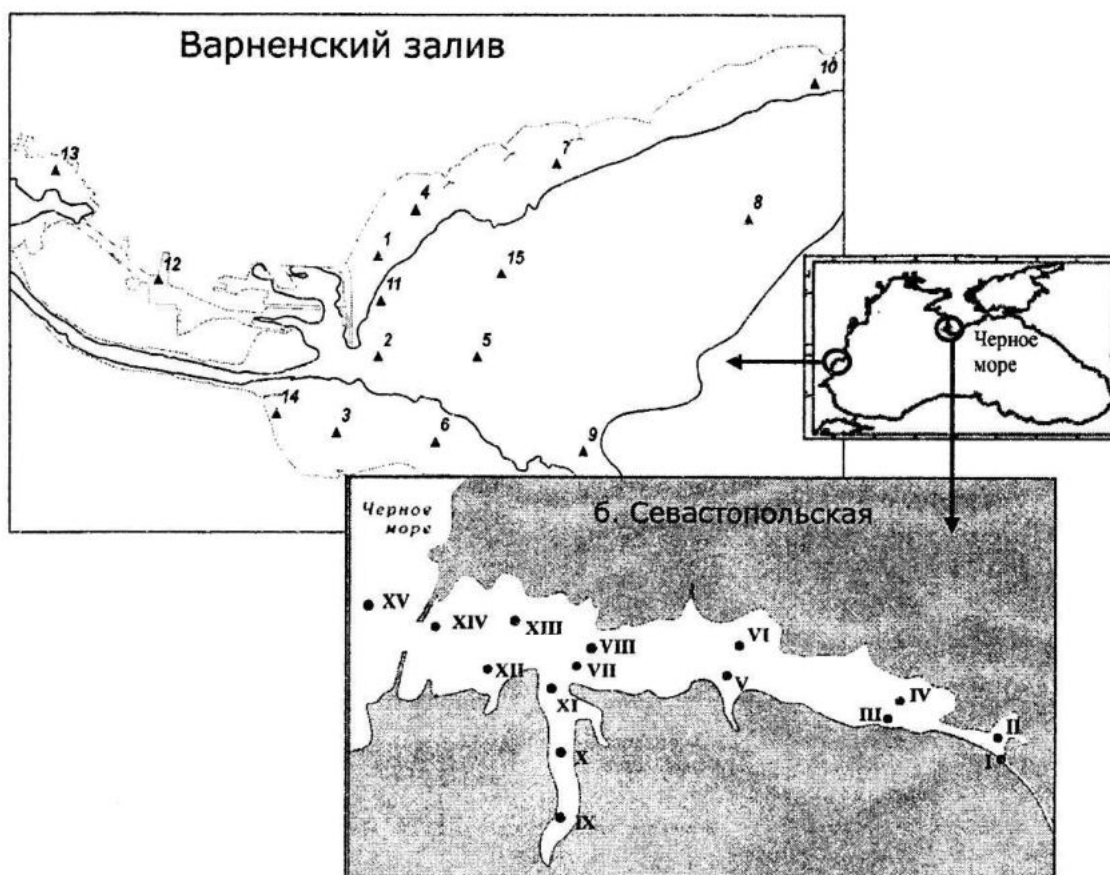 Варненский залив
10
13
7
4
8
1
15
12
11
2
5
14
3
6
9
Черное
море
Черное
море
б. Севастопольская
XV
XIV
XIII
VIII
VI
XII
VII
V
XI
IV
III
II
X
I
IX